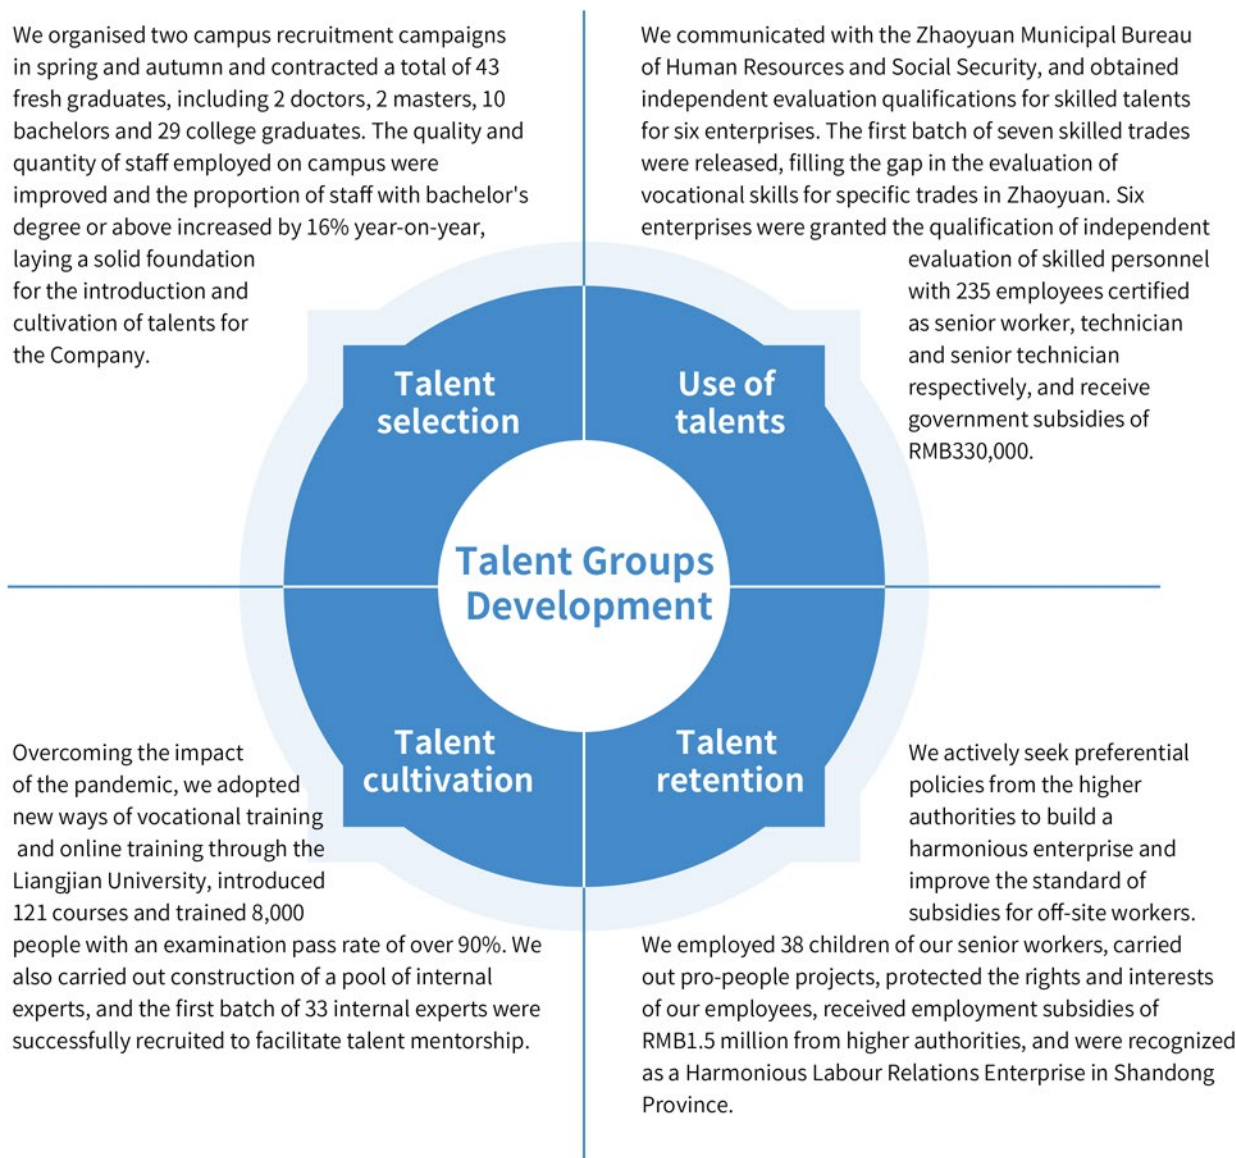 We organised two campus recruitment campaigns
in spring and autumn and contracted a total of 43
fresh graduates, including 2 doctors, 2 masters, 10
bachelors and 29 college graduates. The quality and
quantity of staff employed on campus were
improved and the proportion of staff with bachelor's
degree or above increased by 16% year-on-year,
laying a solid foundation
for the introduction and
cultivation of talents for
the Company.
We communicated with the Zhaoyuan Municipal Bureau
of Human Resources and Social Security, and obtained
independent evaluation qualifications for skilled talents
for six enterprises. The first batch of seven skilled trades
were released, filling the gap in the evaluation of
vocational skills for specific trades in Zhaoyuan. Six
enterprises were granted the qualification of independent
evaluation of skilled personnel
with 235 employees certified
as senior worker, technician
and senior technician
respectively, and receive
government subsidies of
RMB330,000.
Talent
selection
Use of
talents
Talent Groups
Development
Talent
cultivation
Talent
retention
Overcoming the impact
of the pandemic, we adopted
new ways of vocational training
and online training through the
Liangjian University, introduced
121 courses and trained 8,000
people with an examination pass rate of over 90%. We
also carried out construction of a pool of internal
experts, and the first batch of 33 internal experts were
successfully recruited to facilitate talent mentorship.
We actively seek preferential
policies from the higher
authorities to build a
harmonious enterprise and
improve the standard of
subsidies for off-site workers.
We employed 38 children of our senior workers, carried
out pro-people projects, protected the rights and interests
of our employees, received employment subsidies of
RMB1.5 million from higher authorities, and were recognized
as a Harmonious Labour Relations Enterprise in Shandong
Province.